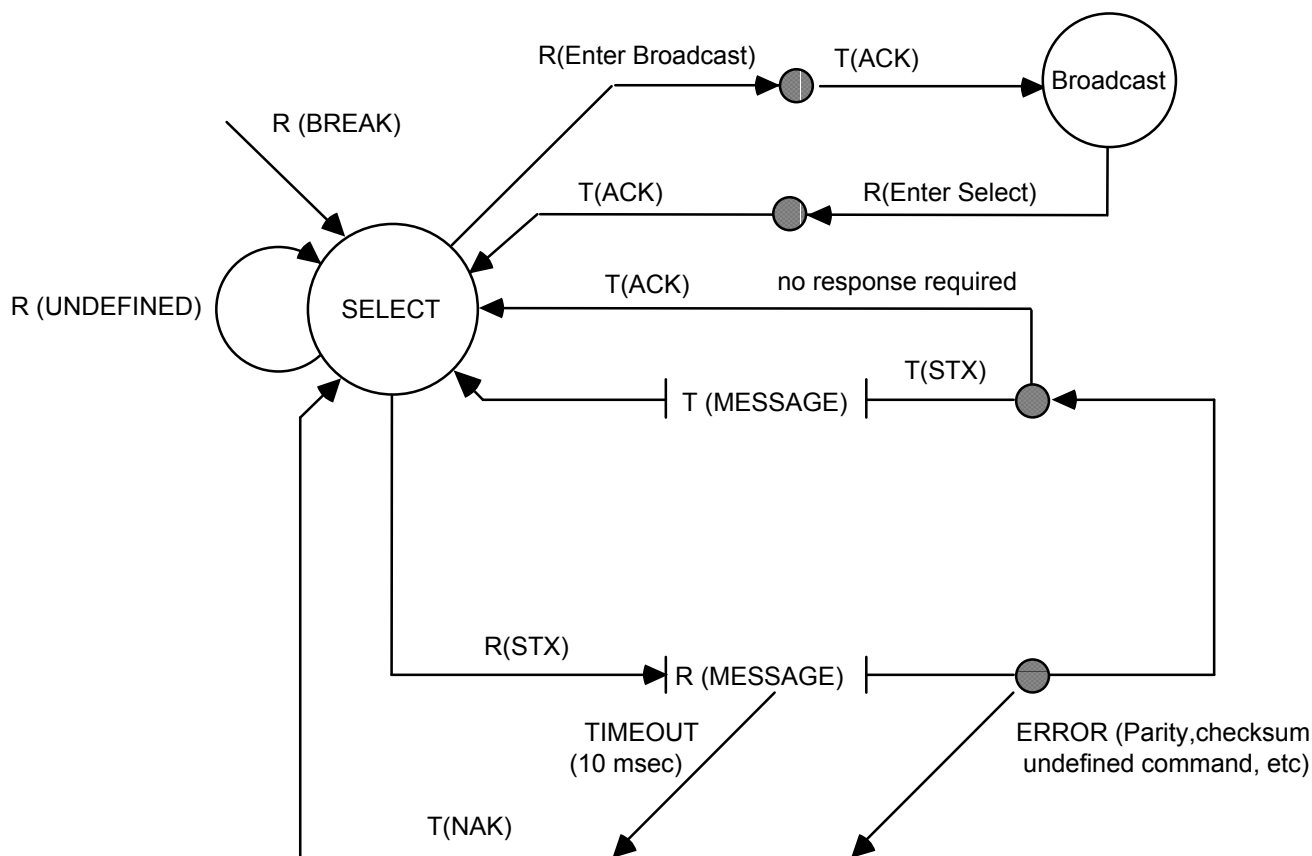 R(Enter Broadcast)
T(ACK)
Broadcast
R (BREAK)
T(ACK)
R(Enter Select)
R (UNDEFINED)
SELECT
T(ACK)
no response required
T(STX)
T (MESSAGE)
R(STX)
R (MESSAGE)
TIMEOUT
(10 msec)
ERROR (Parity,checksum
undefined command, etc)
T(NAK)